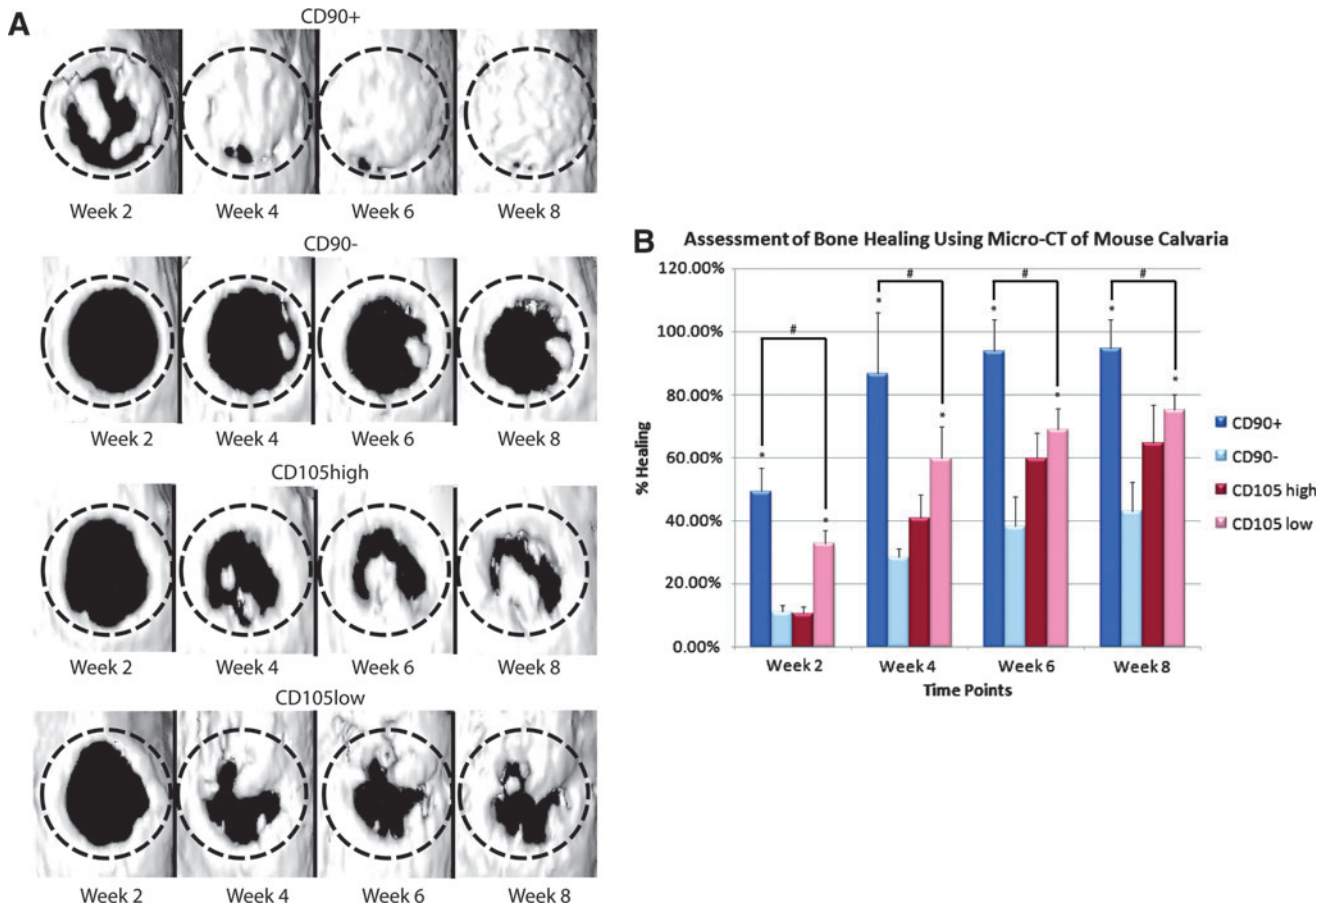 A
CD90+
Week 2 Week 4 Week 6 Week 8
CD90-
Week 2 Week 4 Week 6 Week 8
CD105high
Week 2 Week 4 Week 6 Week 8
CD105low
Week 2 Week 4 Week 6 Week 8
B
Assessment of Bone Healing Using Micro-CT of Mouse Calvaria
120.00%
100.00%
80.00%
60.00%
40.00%
20.00%
0.00%
% Healing
# # # #
* * * * * * * *
Week 2 Week 4 Week 6 Week 8
Time Points
CD90+
CD90-
CD105 high
CD105 low